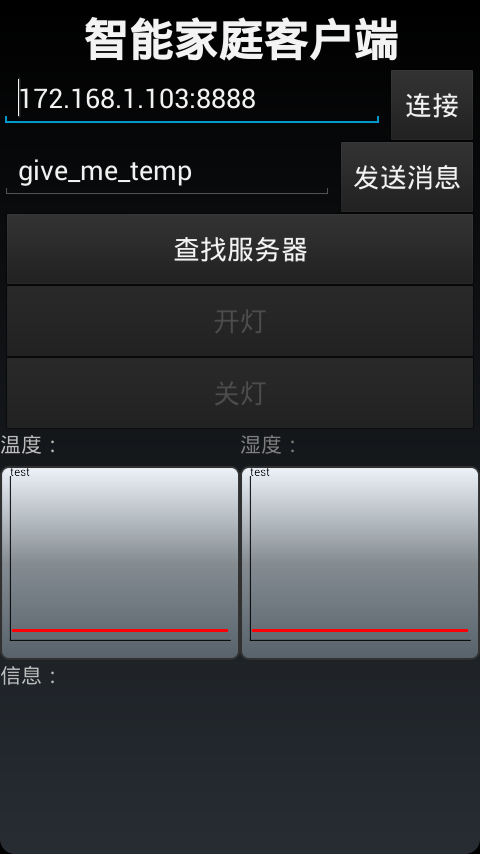 智能家庭客户端
172.168.1.103:8888
连接
give_me_temp
发送消息
查找服务器
开灯
关灯
温度：
湿度：
test
test
信息：